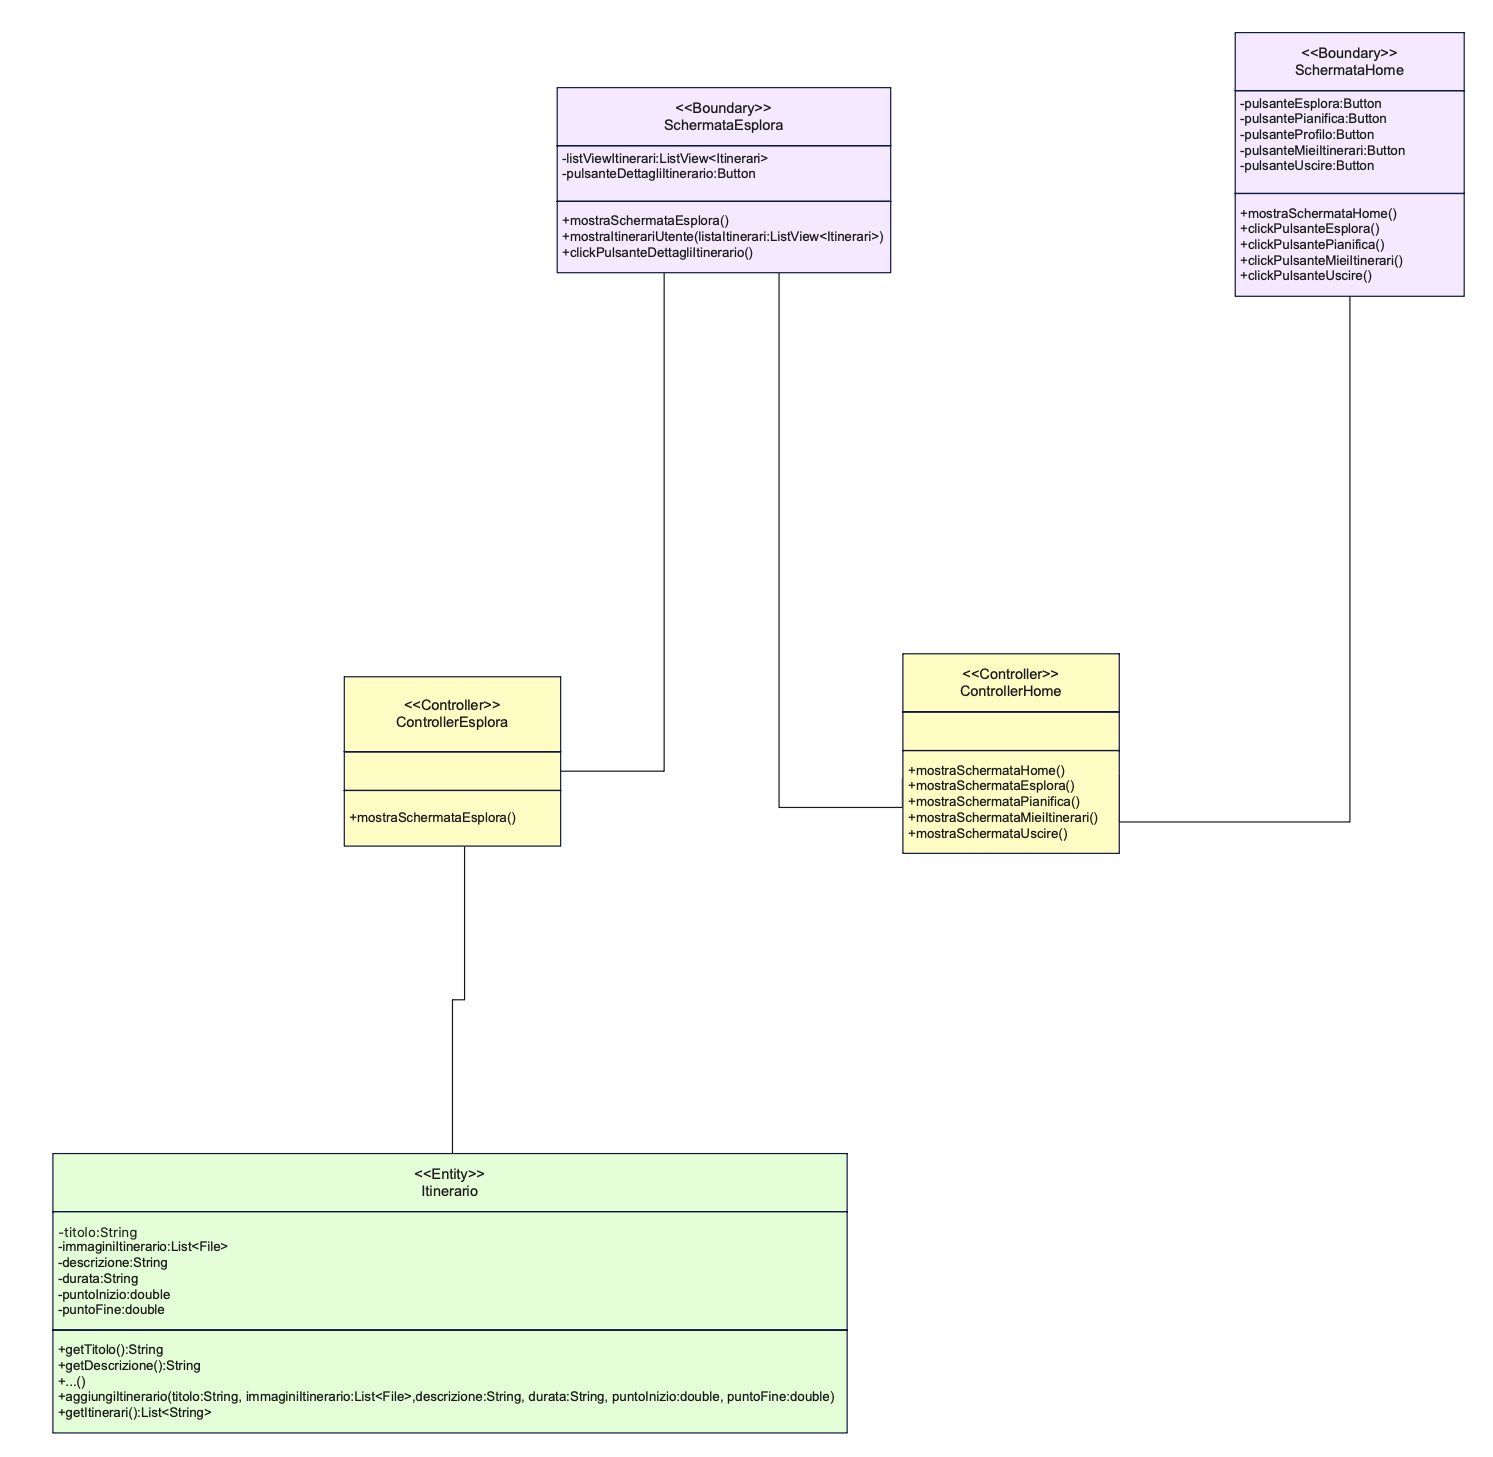 <<Boundary>>
SchermataHome
-pulsanteEsplora:Button
-pulsantePianifica:Button
-pulsanteProfilo:Button
-pulsanteMieiItinerari:Button
-pulsanteUscire:Button
+mostraSchermataHome()
+clickPulsanteEsplora()
+clickPulsantePianifica()
+clickPulsanteMieiItinerari()
+clickPulsanteUscire()
<<Boundary>>
SchermataEsplora
-listViewItinerari:ListView<Itinerari>
-pulsanteDettagliItinerario:Button
+mostraSchermataEsplora()
+mostraItinerariUtente(listaItinerari:ListView<Itinerari>)
+clickPulsanteDettagliItinerario()
<<Controller>>
ControllerEsplora
+mostraSchermataEsplora()
<<Controller>>
ControllerHome
+mostraSchermataHome()
+mostraSchermataEsplora()
+mostraSchermataPianifica()
+mostraSchermataMieiItinerari()
+mostraSchermataUscire()
<<Entity>>
Itinerario
-titolo:String
-immaginiItinerario:List<File>
-descrizione:String
-durata:String
-puntoInizio:double
-puntoFine:double
+getTitolo():String
+getDescrizione():String
+...()
+aggiungiItinerario(titolo:String, immaginiItinerario:List<File>,descrizione:String, durata:String, puntoInizio:double, puntoFine:double)
+getItinerari():List<String>